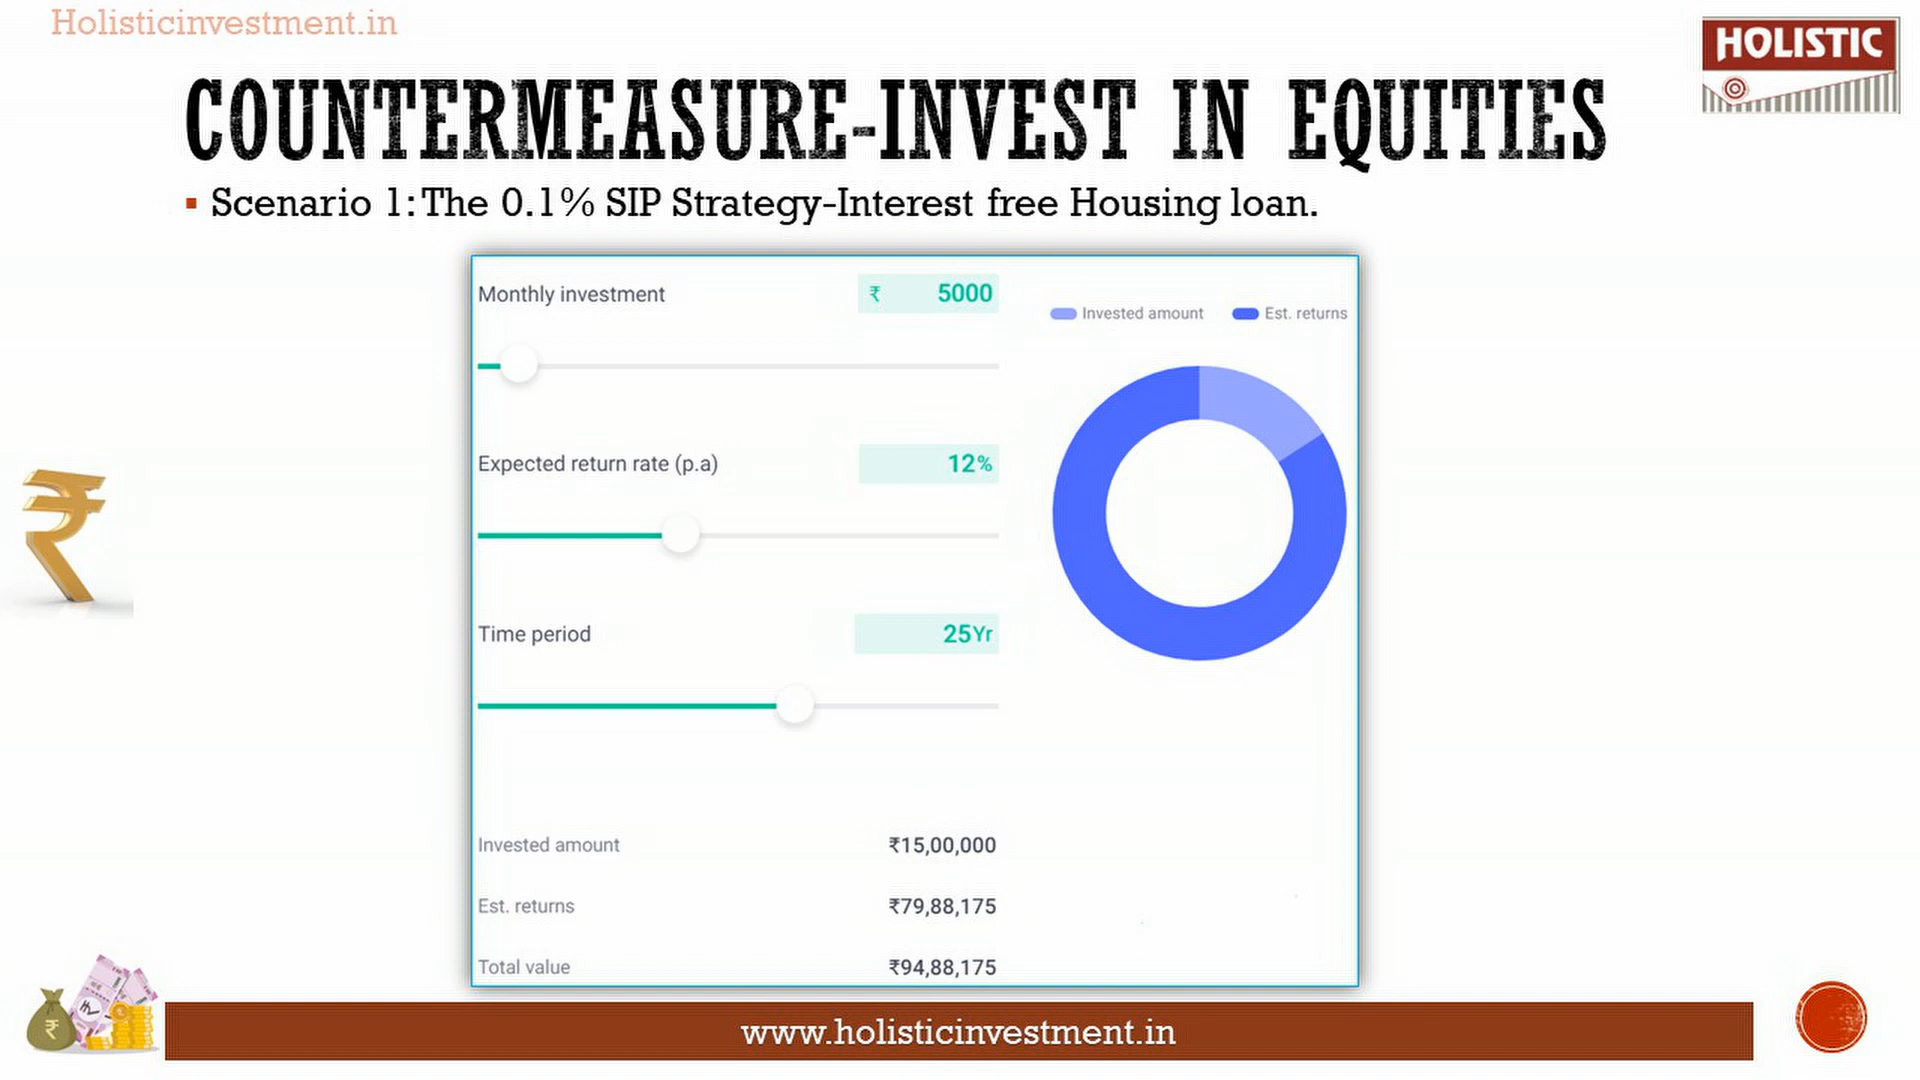 Holisticinvestment.in
HOLISTIC
COUNTERMEASURE-INVEST IN EQUITIES
▪ Scenario 1: The 0.1% SIP Strategy-Interest free Housing loan.
Monthly investment ₹ 5000
Invested amount Est. returns
Expected return rate (p.a) 12%
Time period 25Yr
Invested amount ₹15,00,000
Est. returns ₹79,88,175
Total value ₹94,88,175
www.holisticinvestment.in